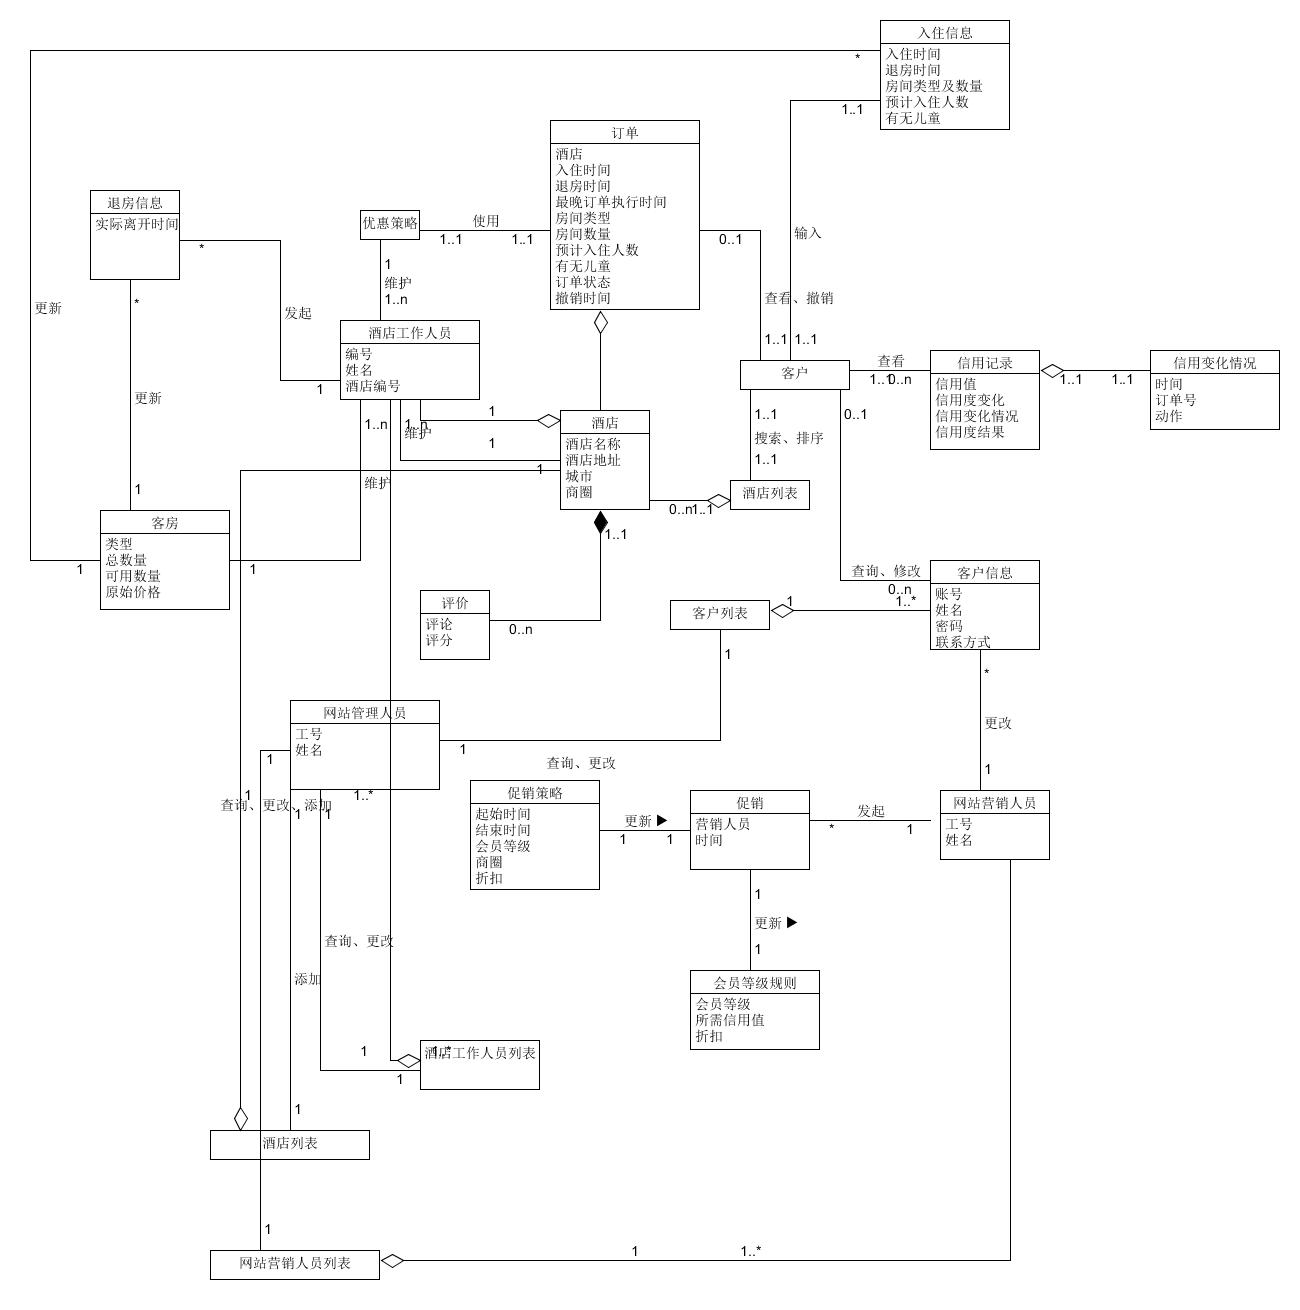 入住信息
入住时间
退房时间
房间类型及数量
预计入住人数
有无儿童
*
1..1
订单
酒店
入住时间
退房时间
最晚订单执行时间
房间类型
房间数量
预计入住人数
有无儿童
订单状态
撤销时间
退房信息
实际离开时间
*
*
优惠策略
使用
1..1
1..1
0..1
输入
1
维护
1..n
更新
发起
查看、撤销
1..1
1..1
酒店工作人员
编号
姓名
酒店编号
1
客户
查看
1..1
0..n
信用记录
信用值
信用度变化
信用变化情况
信用度结果
1..1
1..1
信用变化情况
时间
订单号
动作
更新
1
1..n
1..n
维护
1
1
维护
1
酒店
酒店名称
酒店地址
城市
商圈
1..1
搜索、排序
1..1
0..1
酒店列表
0..n
1..1
1..1
1
客房
类型
总数量
可用数量
原始价格
1
1
评价
评论
评分
0..n
查询、修改
0..n
1..*
客户信息
账号
姓名
密码
联系方式
客户列表
1
1
*
更改
1
网站管理人员
工号
姓名
1
1
查询、更改
1
查询、更改、添加
1
1
1..*
促销策略
起始时间
结束时间
会员等级
商圈
折扣
更新 ▶
1
1
促销
营销人员
时间
发起
*
1
网站营销人员
工号
姓名
1
更新 ▶
1
会员等级规则
会员等级
所需信用值
折扣
查询、更改
添加
1
1..*
酒店工作人员列表
1
1
酒店列表
1
网站营销人员列表
1
1..*